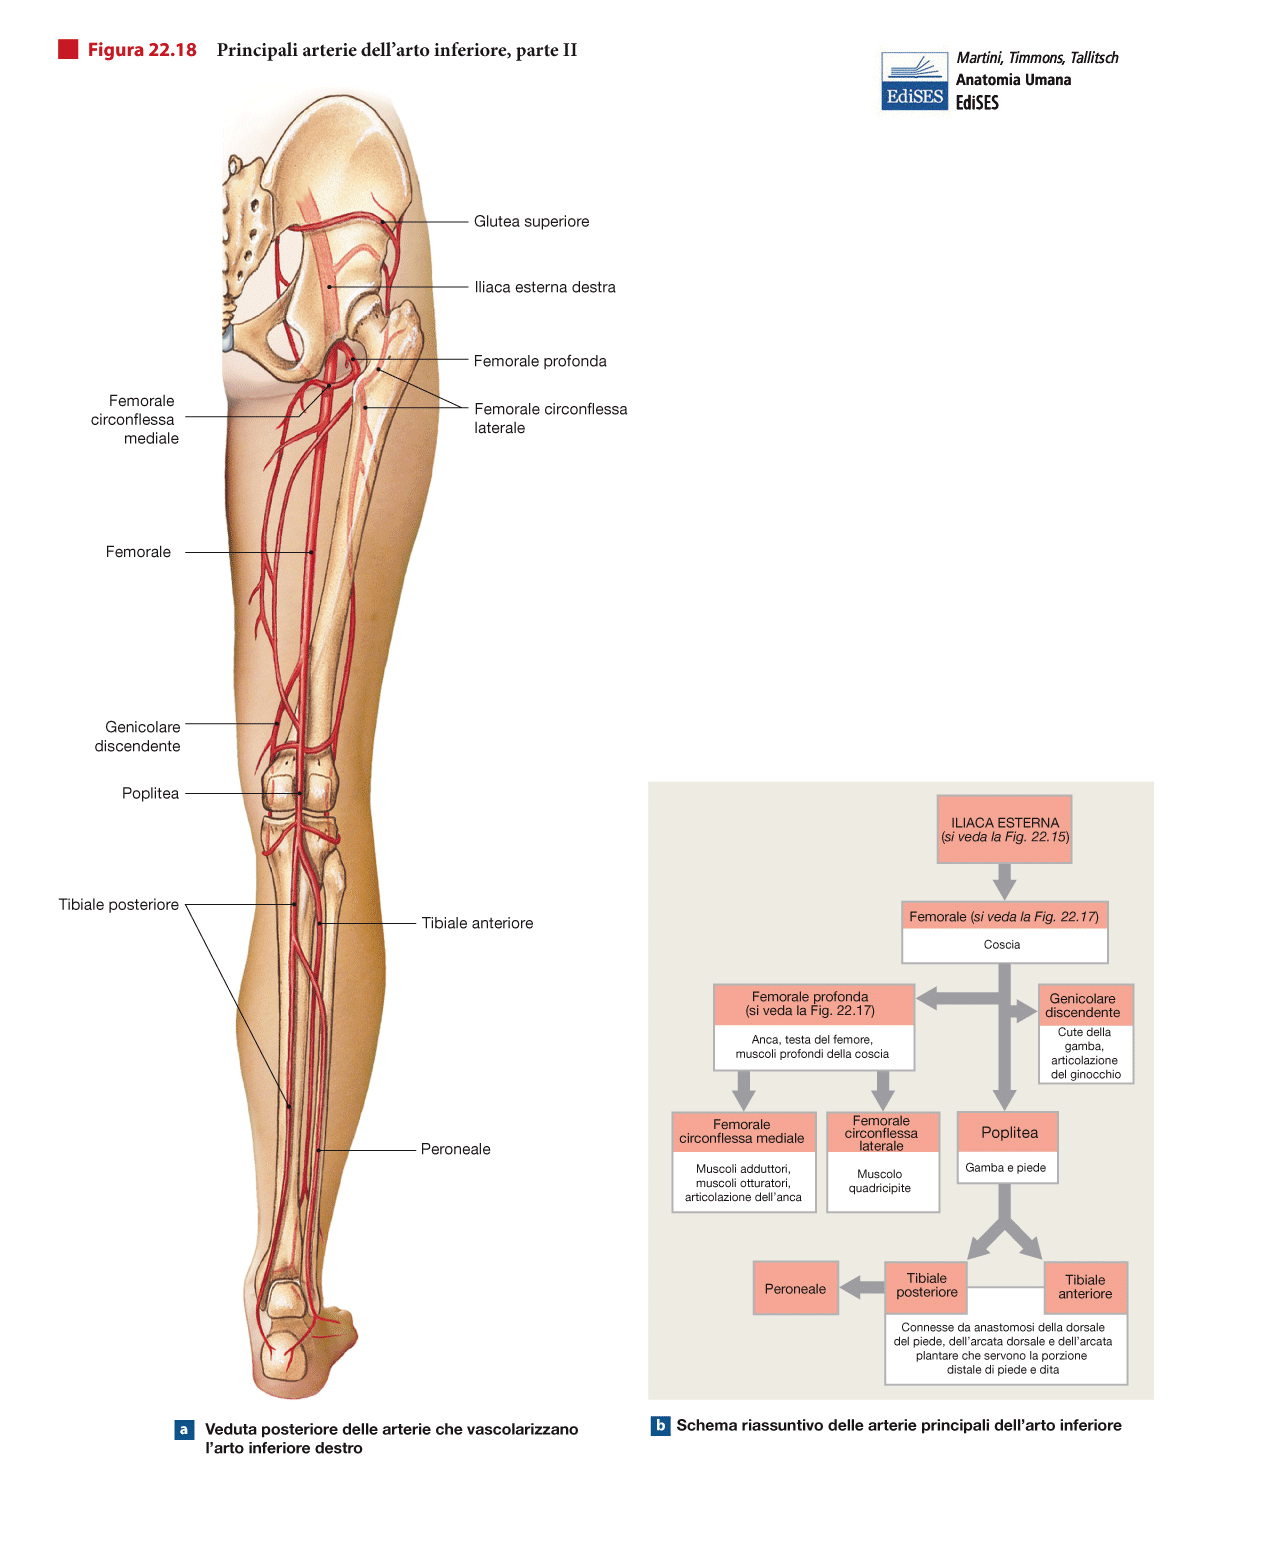 Figura 22.18 Principali arterie dell'arto inferiore, parte II
Martini, Timmons, Tallitsch
Anatomia Umana
EdiSES
EdiSES
Glutea superiore
Iliaca esterna destra
Femorale profonda
Femorale circonflessa
laterale
Femorale
circonflessa
mediale
Femorale
Genicolare
discendente
Poplitea
Tibiale posteriore
Tibiale anteriore
Peroneale
a Veduta posteriore delle arterie che vascolarizzano
l'arto inferiore destro
ILIACA ESTERNA
(si veda la Fig. 22.15)
Femorale (si veda la Fig. 22.17)
Coscia
Femorale profonda
(si veda la Fig. 22.17)
Anca, testa del femore,
muscoli profondi della coscia
Genicolare
discendente
Cute della
gamba,
articolazione
del ginocchio
Femorale
circonflessa mediale
Muscoli adduttori,
muscoli otturatori,
articolazione dell'anca
Femorale
circonflessa
laterale
Muscolo
quadricipite
Poplitea
Gamba e piede
Peroneale
Tibiale
posteriore
Tibiale
anteriore
Connesse da anastomosi della dorsale
del piede, dell'arcata dorsale e dell'arcata
plantare che servono la porzione
distale di piede e dita
b Schema riassuntivo delle arterie principali dell'arto inferiore